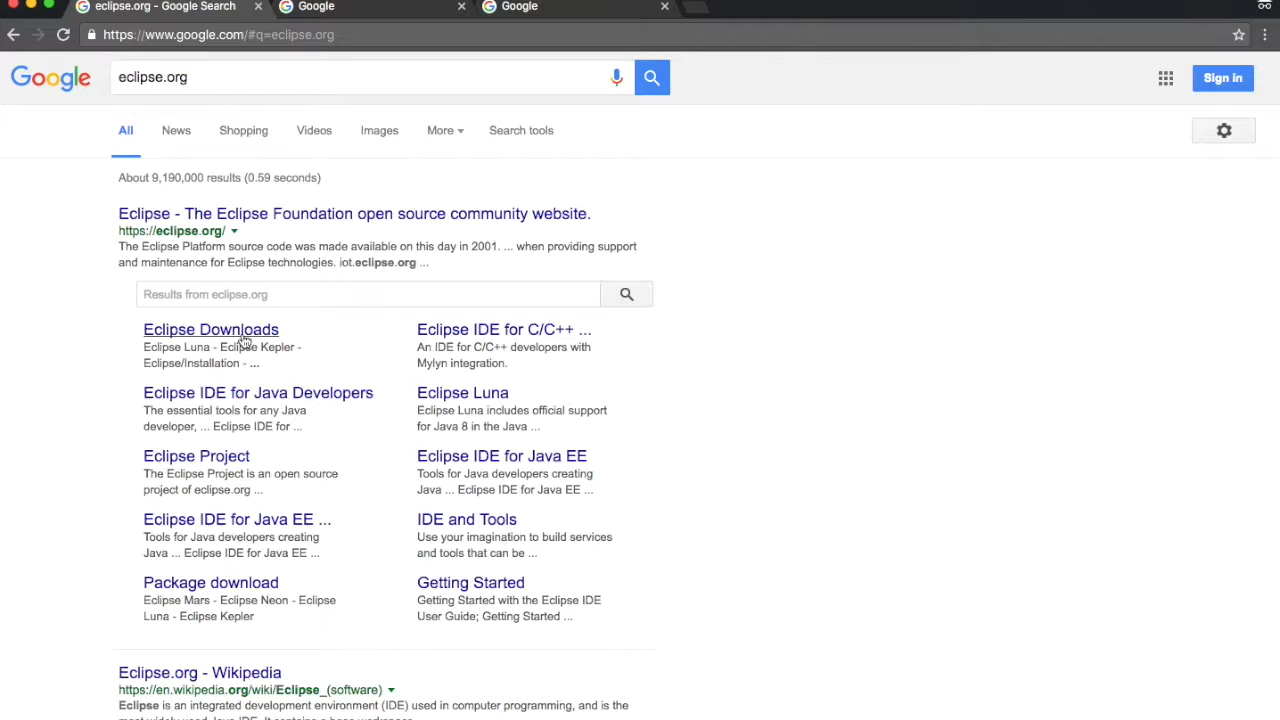 eclipse.org - Google Search
Google
Google
https://www.google.com/#q=eclipse.org
Google
eclipse.org
Sign in
All
News
Shopping
Videos
Images
More
Search tools
About 9,190,000 results (0.59 seconds)
Eclipse - The Eclipse Foundation open source community website.
https://eclipse.org/
The Eclipse Platform source code was made available on this day in 2001. ... when providing support
and maintenance for Eclipse technologies. iot.eclipse.org ...
Results from eclipse.org
Eclipse Downloads
Eclipse Luna - Eclipse Kepler -
Eclipse/Installation - ...
Eclipse IDE for C/C++ ...
An IDE for C/C++ developers with
Mylyn integration.
Eclipse IDE for Java Developers
The essential tools for any Java
developer, ... Eclipse IDE for ...
Eclipse Luna
Eclipse Luna includes official support
for Java 8 in the Java ...
Eclipse Project
The Eclipse Project is an open source
project of eclipse.org ...
Eclipse IDE for Java EE
Tools for Java developers creating
Java ... Eclipse IDE for Java EE ...
Eclipse IDE for Java EE ...
Tools for Java developers creating
Java ... Eclipse IDE for Java EE ...
IDE and Tools
Use your imagination to build services
and tools that can be ...
Package download
Eclipse Mars - Eclipse Neon - Eclipse
Luna - Eclipse Kepler
Getting Started
Getting Started with the Eclipse IDE
User Guide; Getting Started ...
Eclipse.org - Wikipedia
https://en.wikipedia.org/wiki/Eclipse_(software)
Eclipse is an integrated development environment (IDE) used in computer programming, and is the